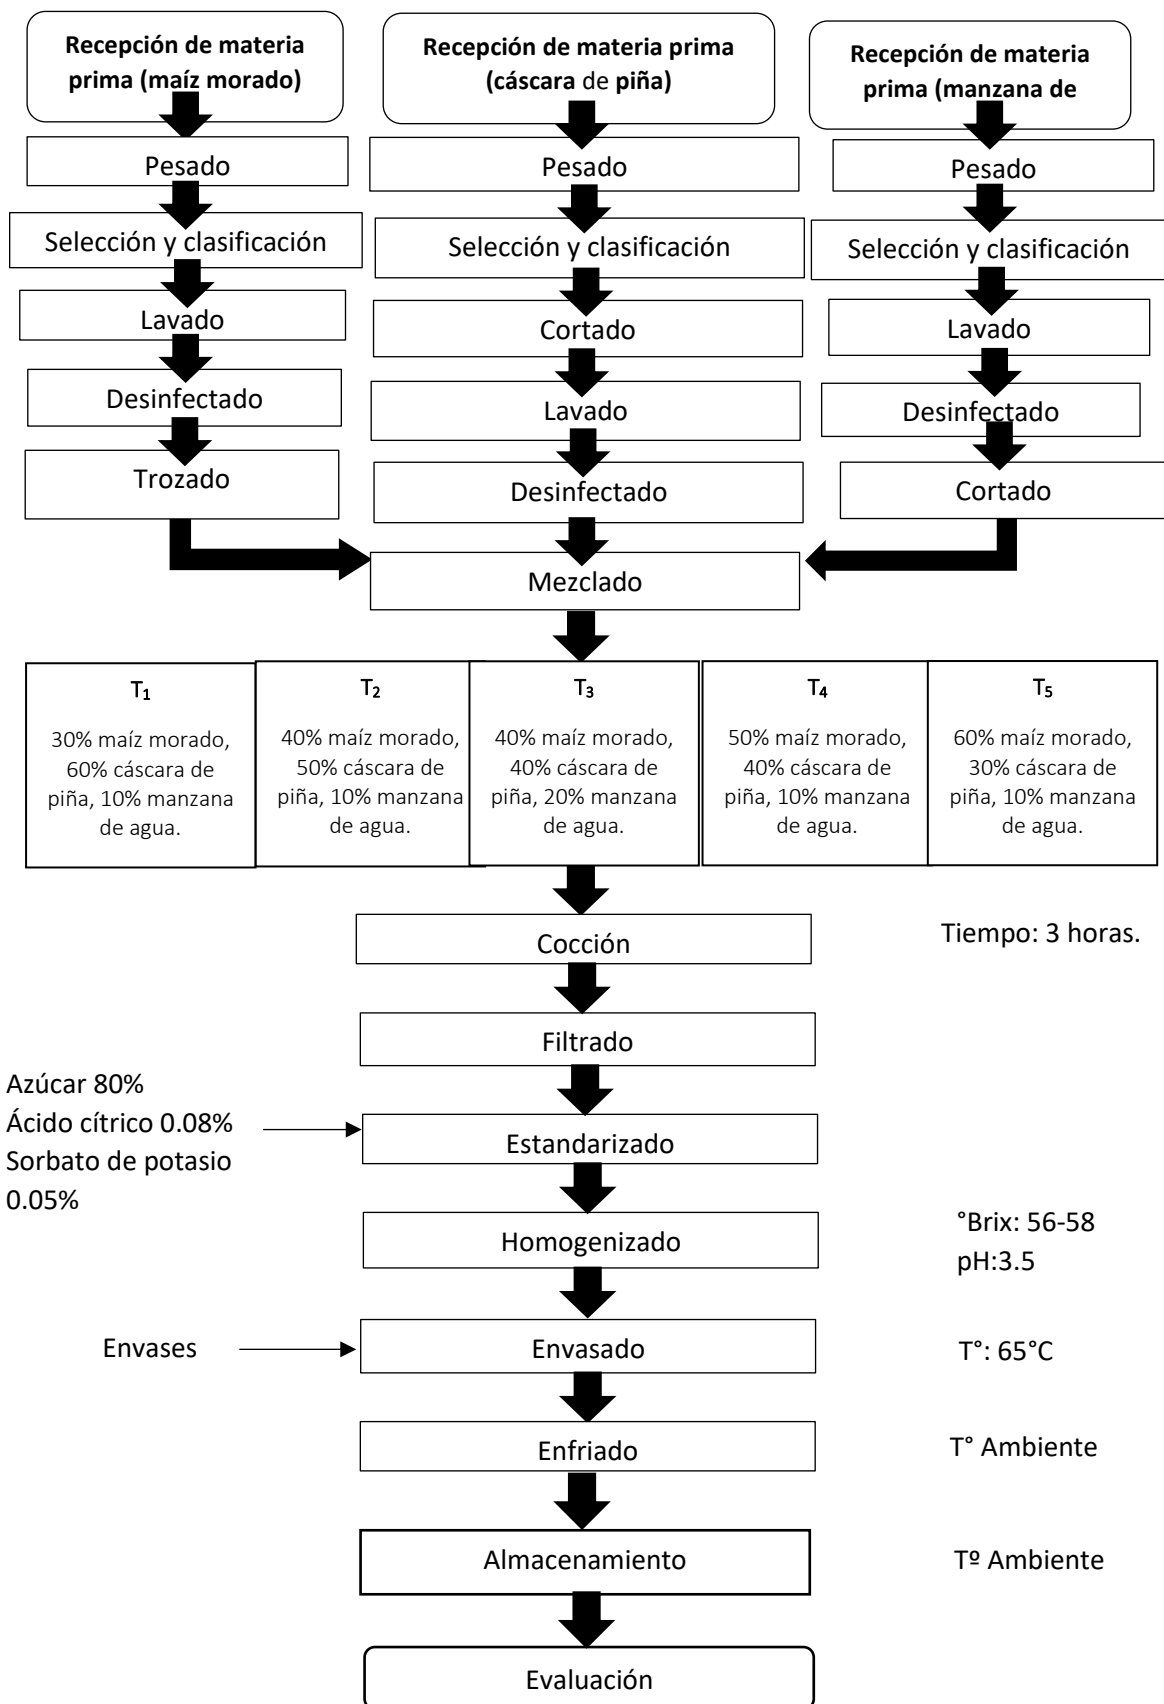 Recepción de materia
prima (maíz morado)
Recepción de materia prima
(cáscara de piña)
Recepción de materia
prima (manzana de
Pesado
Pesado
Pesado
Selección y clasificación
Selección y clasificación
Selección y clasificación
Lavado
Cortado
Lavado
Desinfectado
Lavado
Desinfectado
Trozado
Desinfectado
Cortado
Mezclado
T₁
30% maíz morado,
60% cáscara de
piña, 10% manzana
de agua.
T₂
40% maíz morado,
50% cáscara de
piña, 10% manzana
de agua.
T₃
40% maíz morado,
40% cáscara de
piña, 20% manzana
de agua.
T₄
50% maíz morado,
40% cáscara de
piña, 10% manzana
de agua.
T₅
60% maíz morado,
30% cáscara de
piña, 10% manzana
de agua.
Cocción
Tiempo: 3 horas.
Filtrado
Azúcar 80%
Ácido cítrico 0.08%
Sorbato de potasio
0.05%
Estandarizado
Homogenizado
°Brix: 56-58
pH:3.5
Envases
Envasado
T°: 65°C
Enfriado
T° Ambiente
Almacenamiento
Tº Ambiente
Evaluación